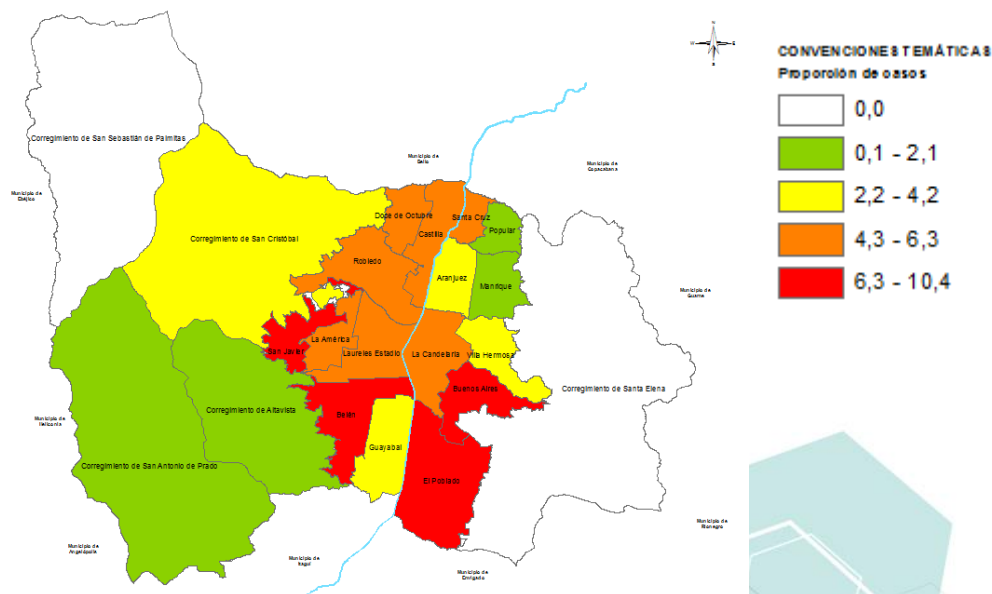 N
W
E
S
CONVENCIONES TEMÁTICAS
Proporción de casos
0,0
0,1 - 2,1
2,2 - 4,2
4,3 - 6,3
6,3 - 10,4
Corregimiento de San Sebastián de Palmitas
Municipio de
Bello
Municipio de
Copacabana
Municipio de
Ebéjico
Doce de Octubre
Santa Cruz
Castilla
Popular
Corregimiento de San Cristóbal
Robledo
Aranjuez
Manrique
Municipio de
Guarne
La América
San Javier
Laureles Estadio
La Candelaria
Villa Hermosa
Buenos Aires
Corregimiento de Santa Elena
Corregimiento de Altavista
Belén
Municipio de
Heliconia
Guayabal
Corregimiento de San Antonio de Prado
El Poblado
Municipio de
Rionegro
Municipio de
Angelópolis
Municipio de
Itagüí
Municipio de
Envigado